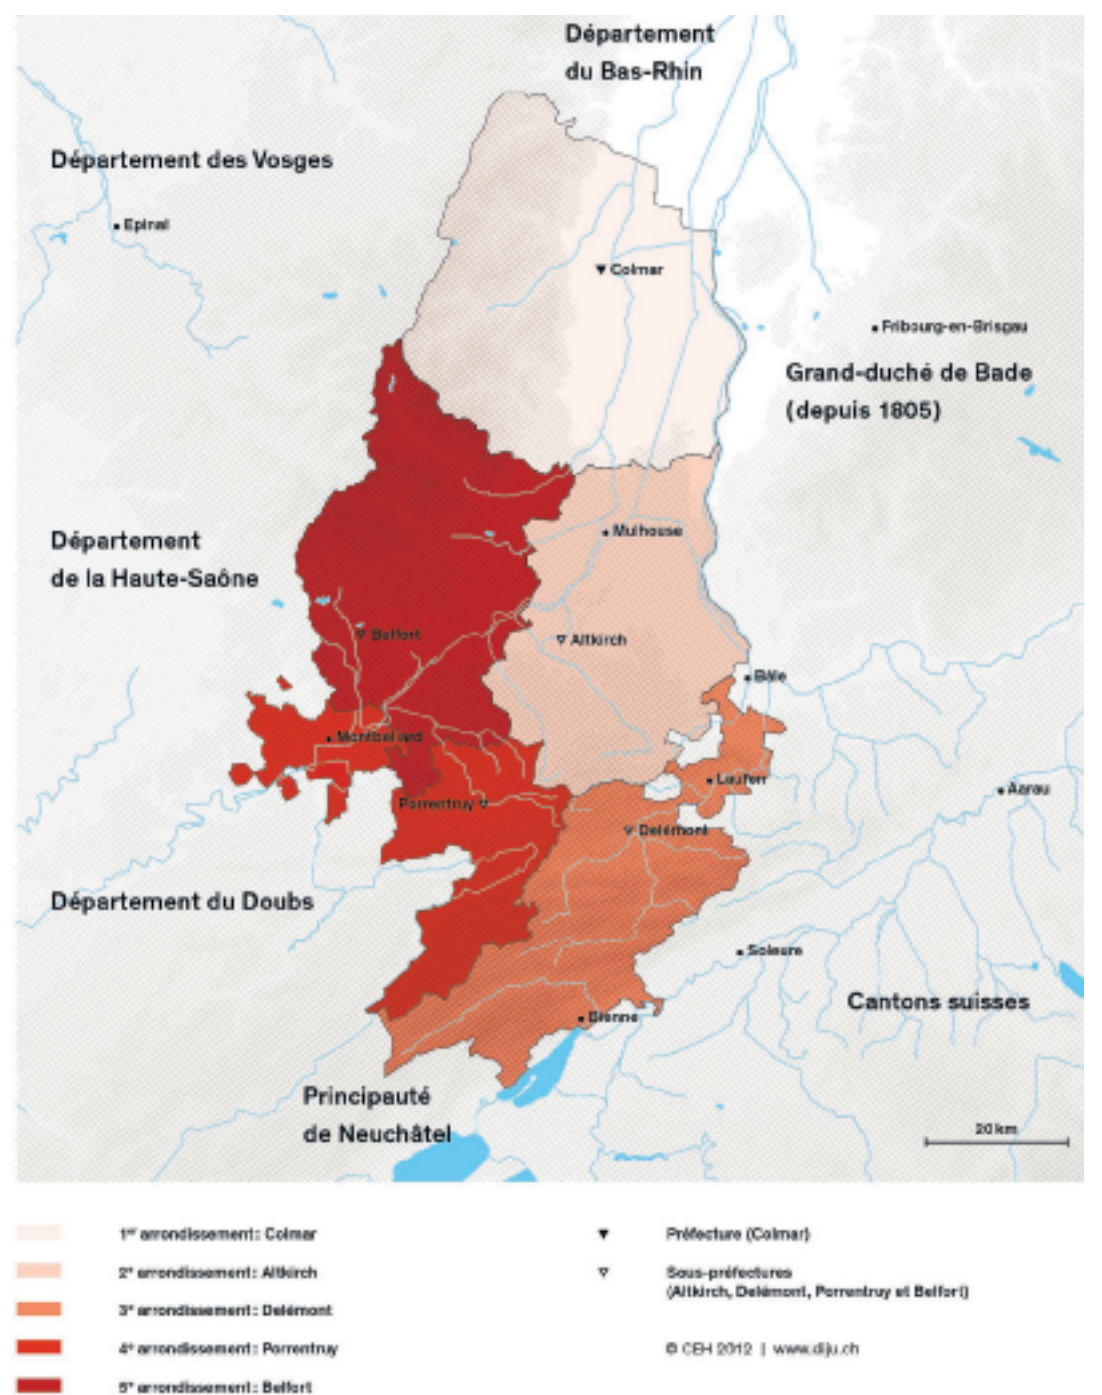 Département
du Bas-Rhin
Département des Vosges
Epinal
Colmar
Fribourg-en-Brisgau
Grand-duché de Bade
(depuis 1805)
Département
de la Haute-Saône
Mulhouse
Belfort
Altkirch
Bâle
Montbéliard
Laufen
Aarau
Porrentruy
Delémont
Département du Doubs
Soleure
Cantons suisses
Bienne
Principauté
de Neuchâtel
20 km
1er arrondissement: Colmar
2e arrondissement: Altkirch
3e arrondissement: Delémont
4e arrondissement: Porrentruy
5e arrondissement: Belfort
Préfecture (Colmar)
Sous-préfectures
(Altkirch, Delémont, Porrentruy et Belfort)
© CEH 2012 | www.diju.ch